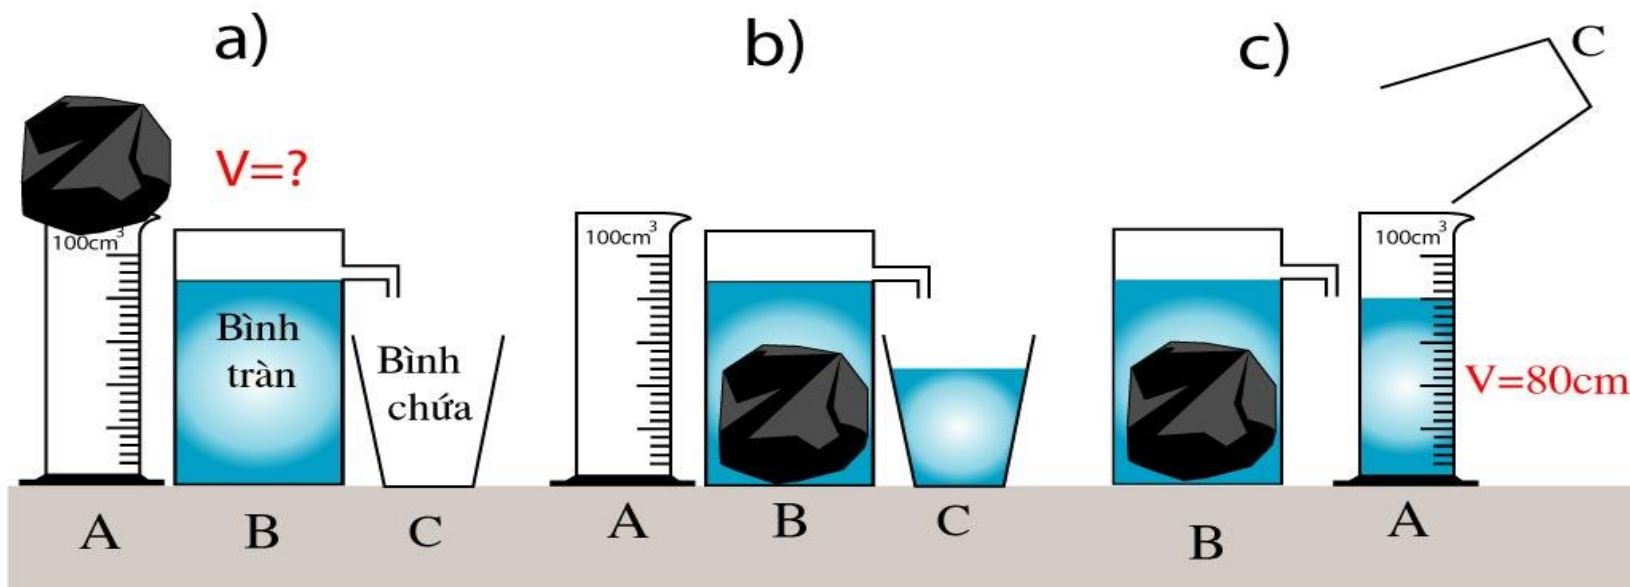 a)
V=?
100cm³
Bình
tràn
Bình
chứa
A
B
C
b)
100cm³
A
B
C
c)
C
100cm³
V=80cm
B
A